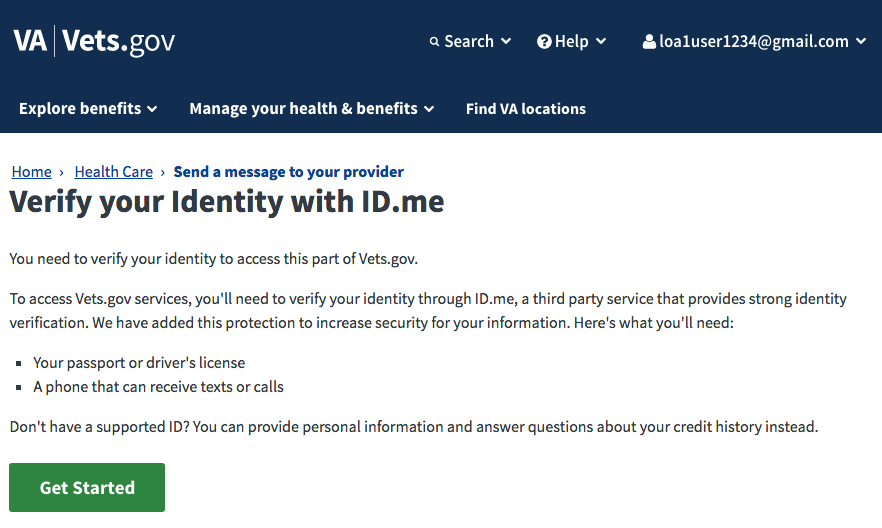 VA Vets.gov
Search Help loa1user1234@gmail.com
Explore benefits Manage your health & benefits Find VA locations
Home › Health Care › Send a message to your provider
Verify your Identity with ID.me
You need to verify your identity to access this part of Vets.gov.
To access Vets.gov services, you'll need to verify your identity through ID.me, a third party service that provides strong identity
verification. We have added this protection to increase security for your information. Here's what you'll need:
Your passport or driver's license
A phone that can receive texts or calls
Don't have a supported ID? You can provide personal information and answer questions about your credit history instead.
Get Started